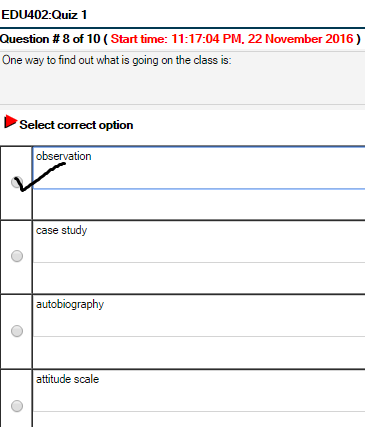 EDU402:Quiz 1
Question # 8 of 10 ( Start time: 11:17:04 PM, 22 November 2016 )
One way to find out what is going on the class is:
Select correct option
observation
case study
autobiography
attitude scale